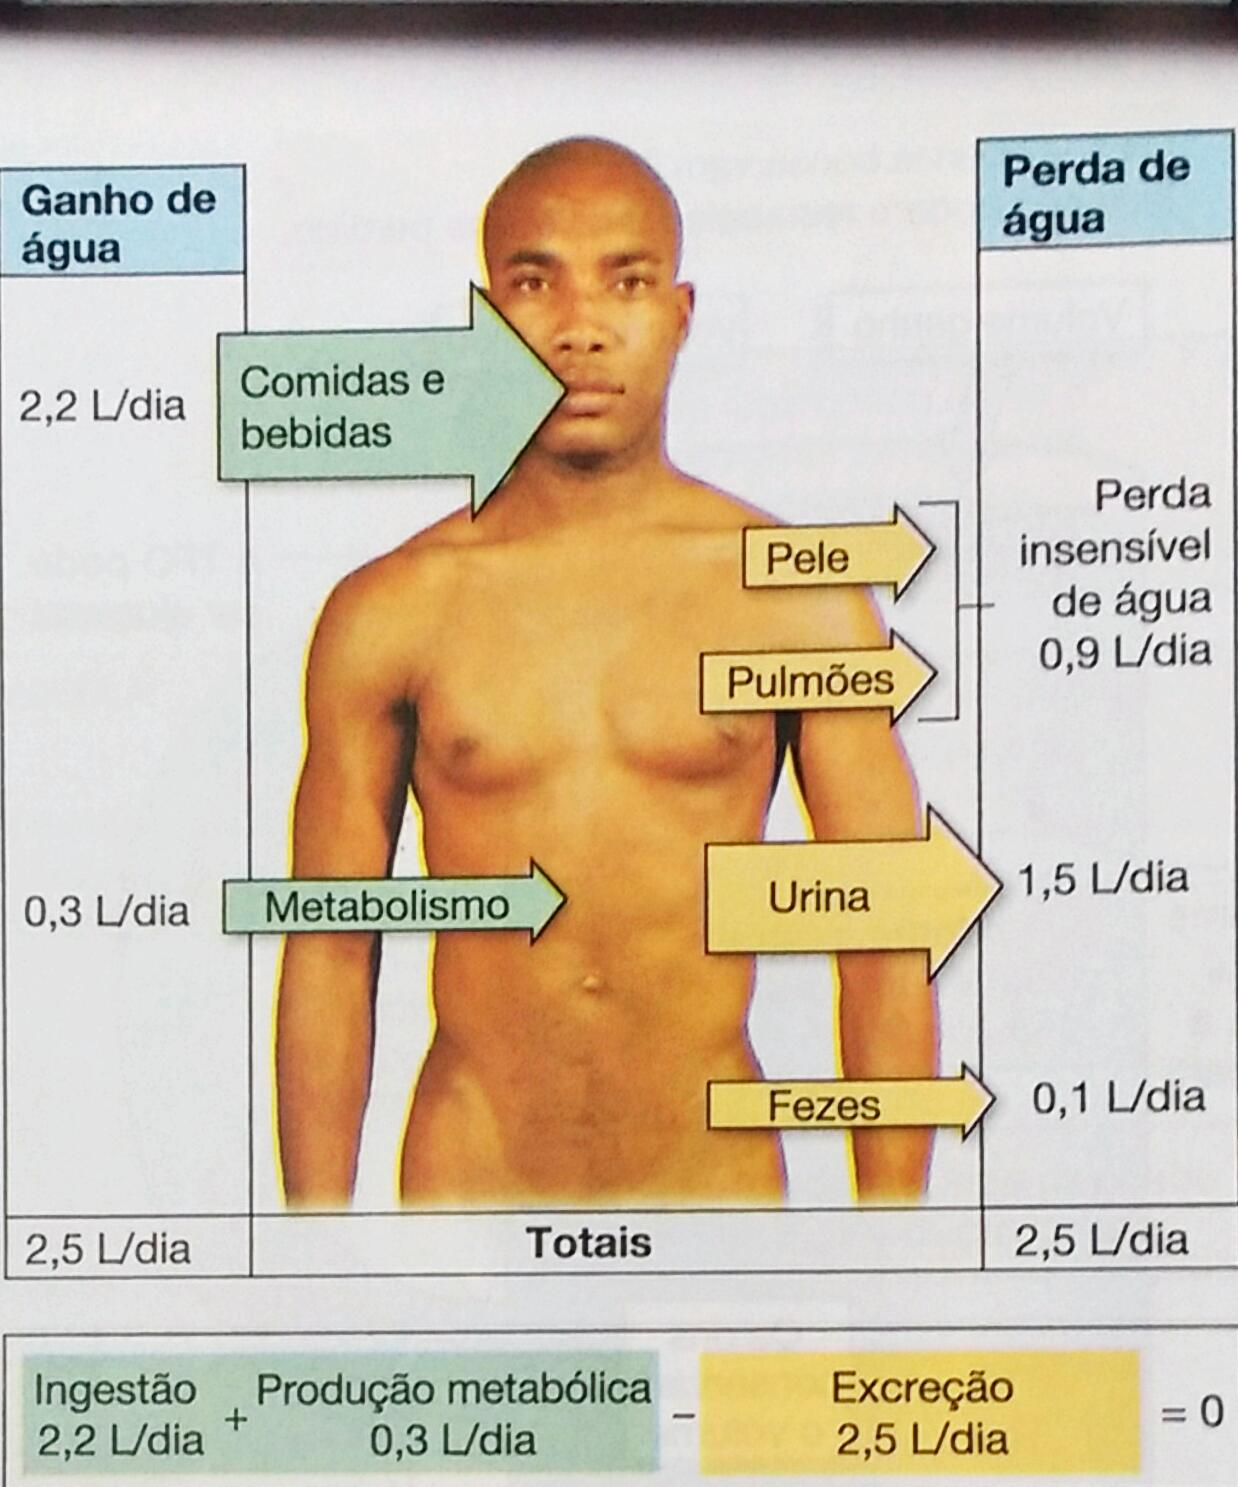 Ganho de
água
Perda de
água
2,2 L/dia
Comidas e
bebidas
Pele
Pulmões
Perda
insensível
de água
0,9 L/dia
0,3 L/dia
Metabolismo
Urina
1,5 L/dia
Fezes
0,1 L/dia
2,5 L/dia
Totais
2,5 L/dia
Ingestão
2,2 L/dia
+
Produção metabólica
0,3 L/dia
–
Excreção
2,5 L/dia
= 0